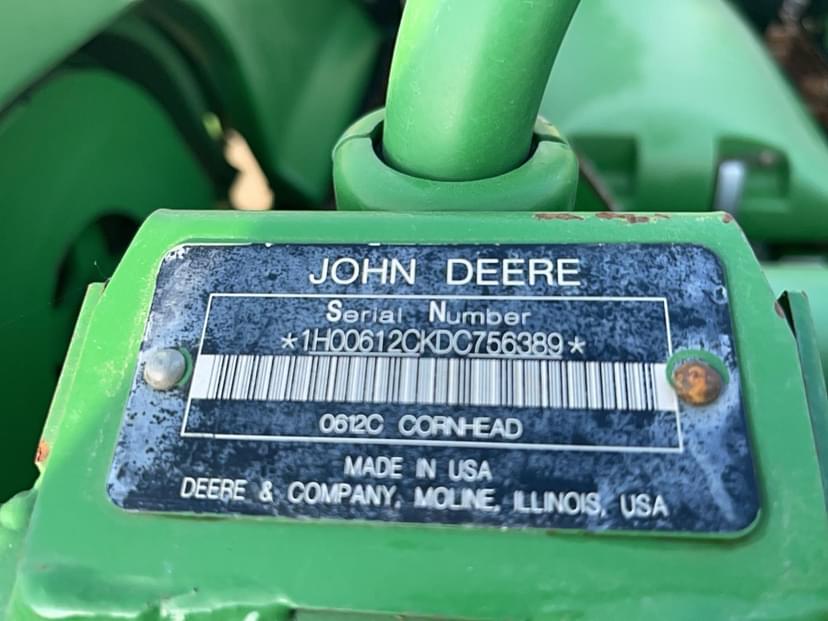 JOHN DEERE
Serial Number
*1H00612CKDC756389*
0612C CORNHEAD
MADE IN USA
DEERE & COMPANY, MOLINE, ILLINOIS, USA